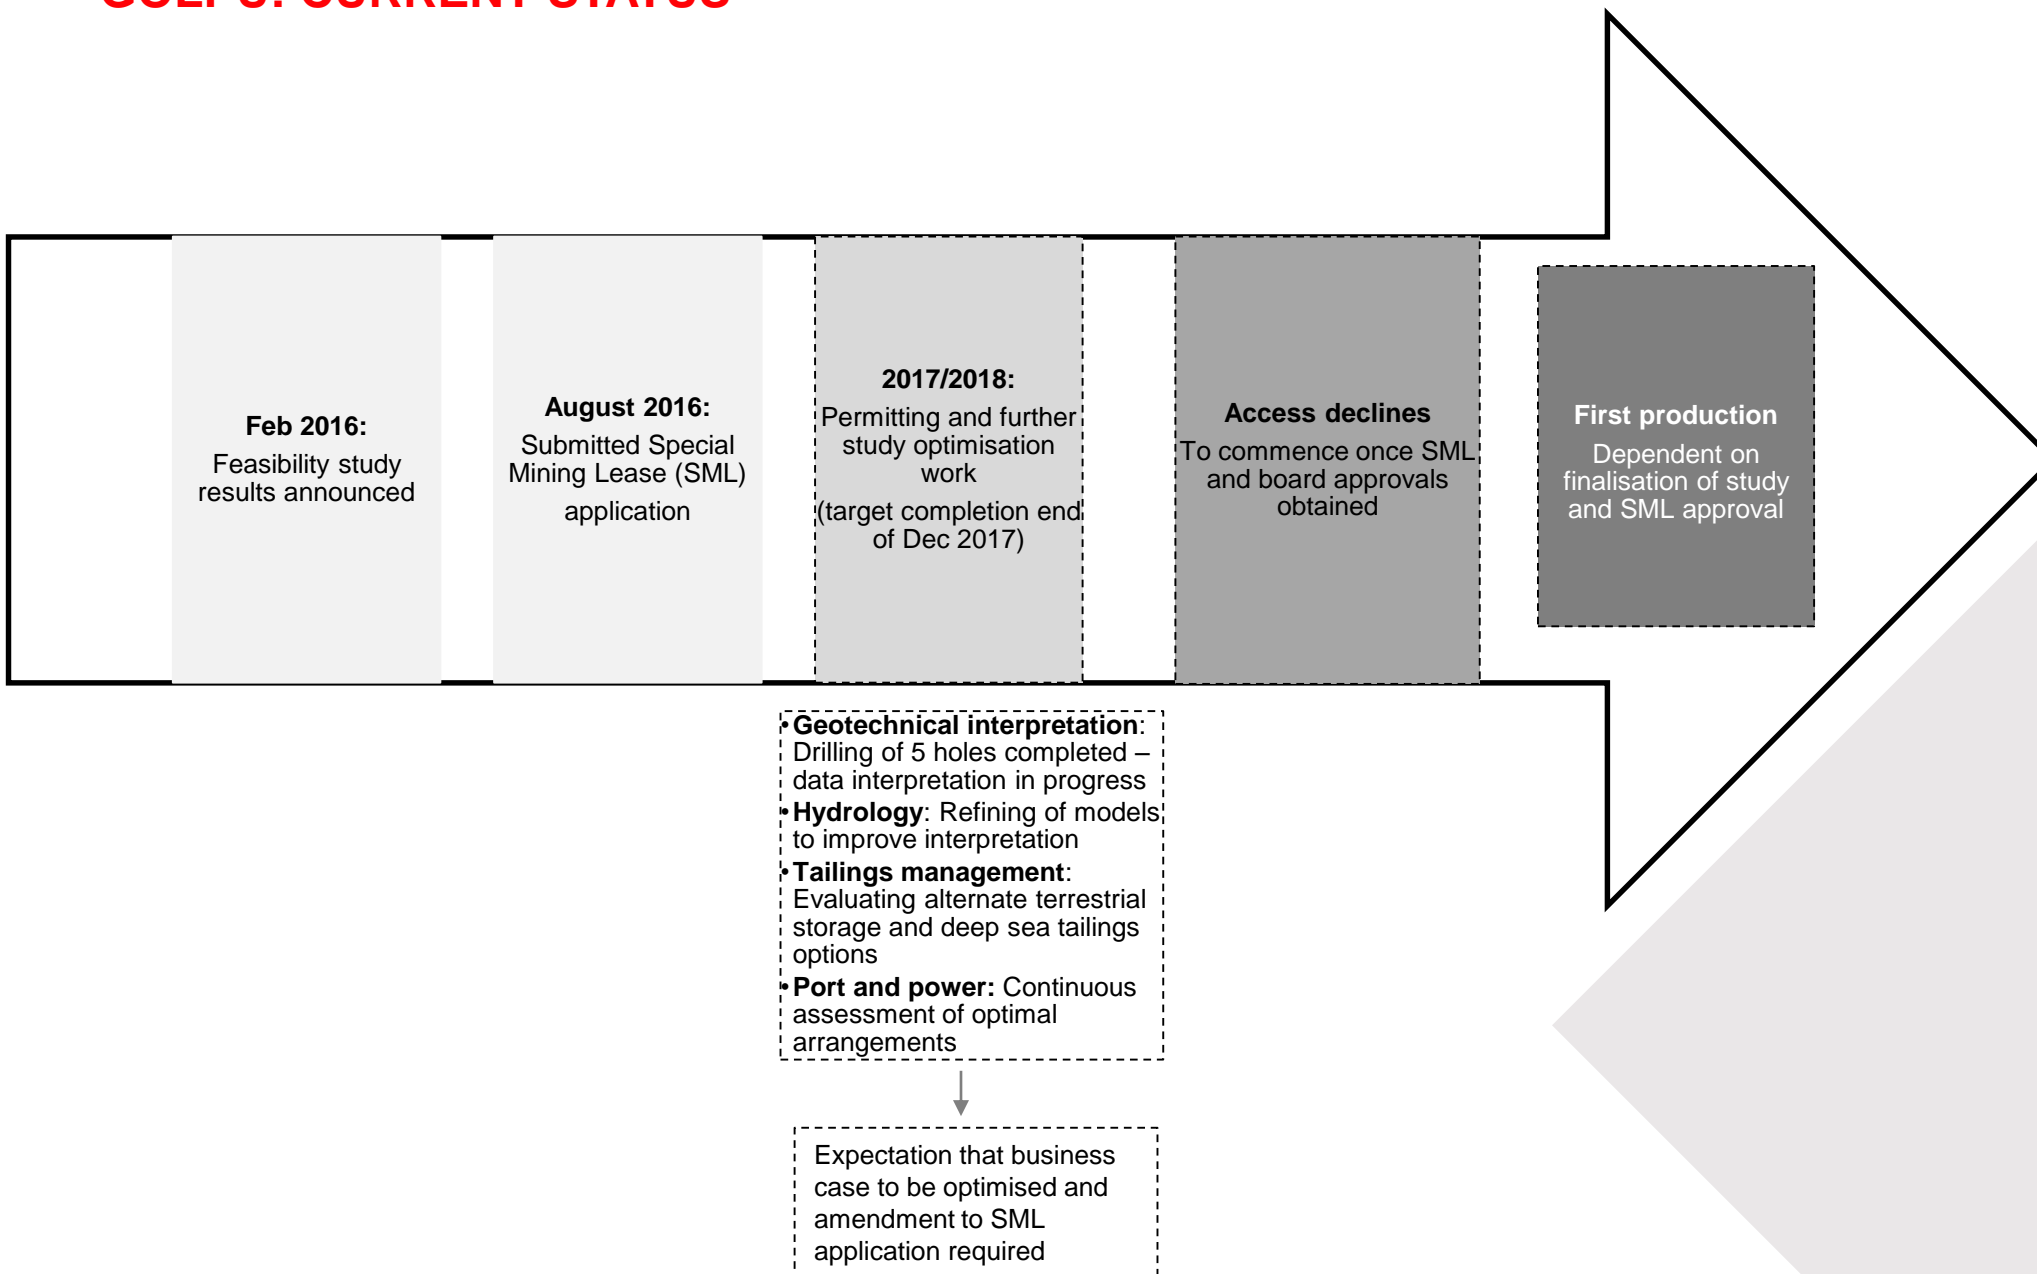 GOLPU: CURRENT STATUS
Feb 2016:
Feasibility study
results announced
August 2016:
Submitted Special
Mining Lease (SML)
application
2017/2018:
Permitting and further
study optimisation
work
(target completion end
of Dec 2017)
Access declines
To commence once SML
and board approvals
obtained
First production
Dependent on
finalisation of study
and SML approval
•Geotechnical interpretation:
Drilling of 5 holes completed –
data interpretation in progress
•Hydrology: Refining of models
to improve interpretation
•Tailings management:
Evaluating alternate terrestrial
storage and deep sea tailings
options
•Port and power: Continuous
assessment of optimal
arrangements
Expectation that business
case to be optimised and
amendment to SML
application required